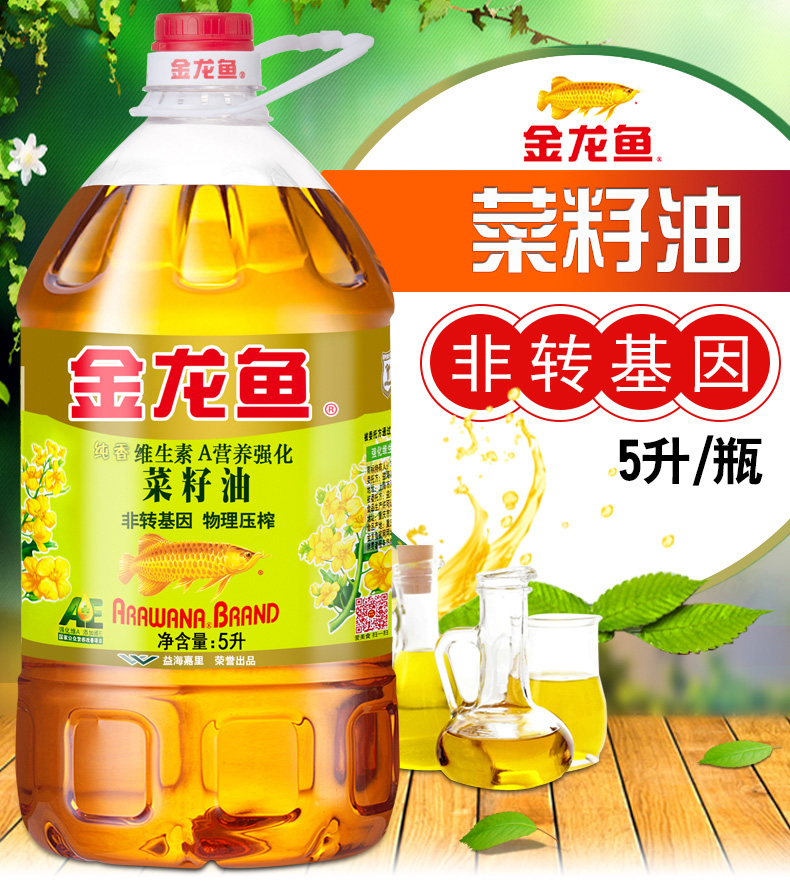 金龙鱼®
金龙鱼®
菜籽油
非转基因
5升/瓶
金龙鱼®
纯香 维生素A营养强化
菜籽油
非转基因 物理压榨
ARAWANA® BRAND
净含量:5升
益海嘉里 荣誉出品
AE